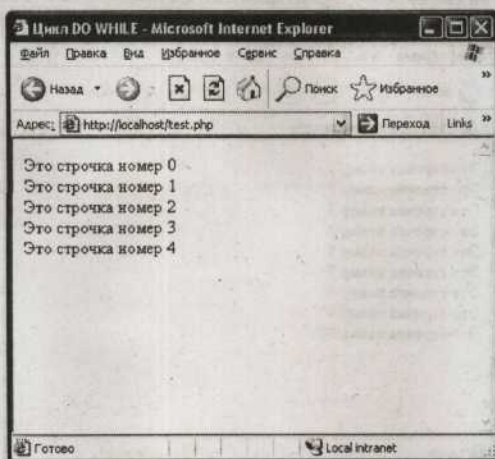 Цикл DO WHILE - Microsoft Internet Explorer
Файл Правка Вид Избранное Сервис Справка
Назад Поиск Избранное »
Адрес: http://localhost/test.php Переход Links »
Это строчка номер 0
Это строчка номер 1
Это строчка номер 2
Это строчка номер 3
Это строчка номер 4
Готово Local intranet